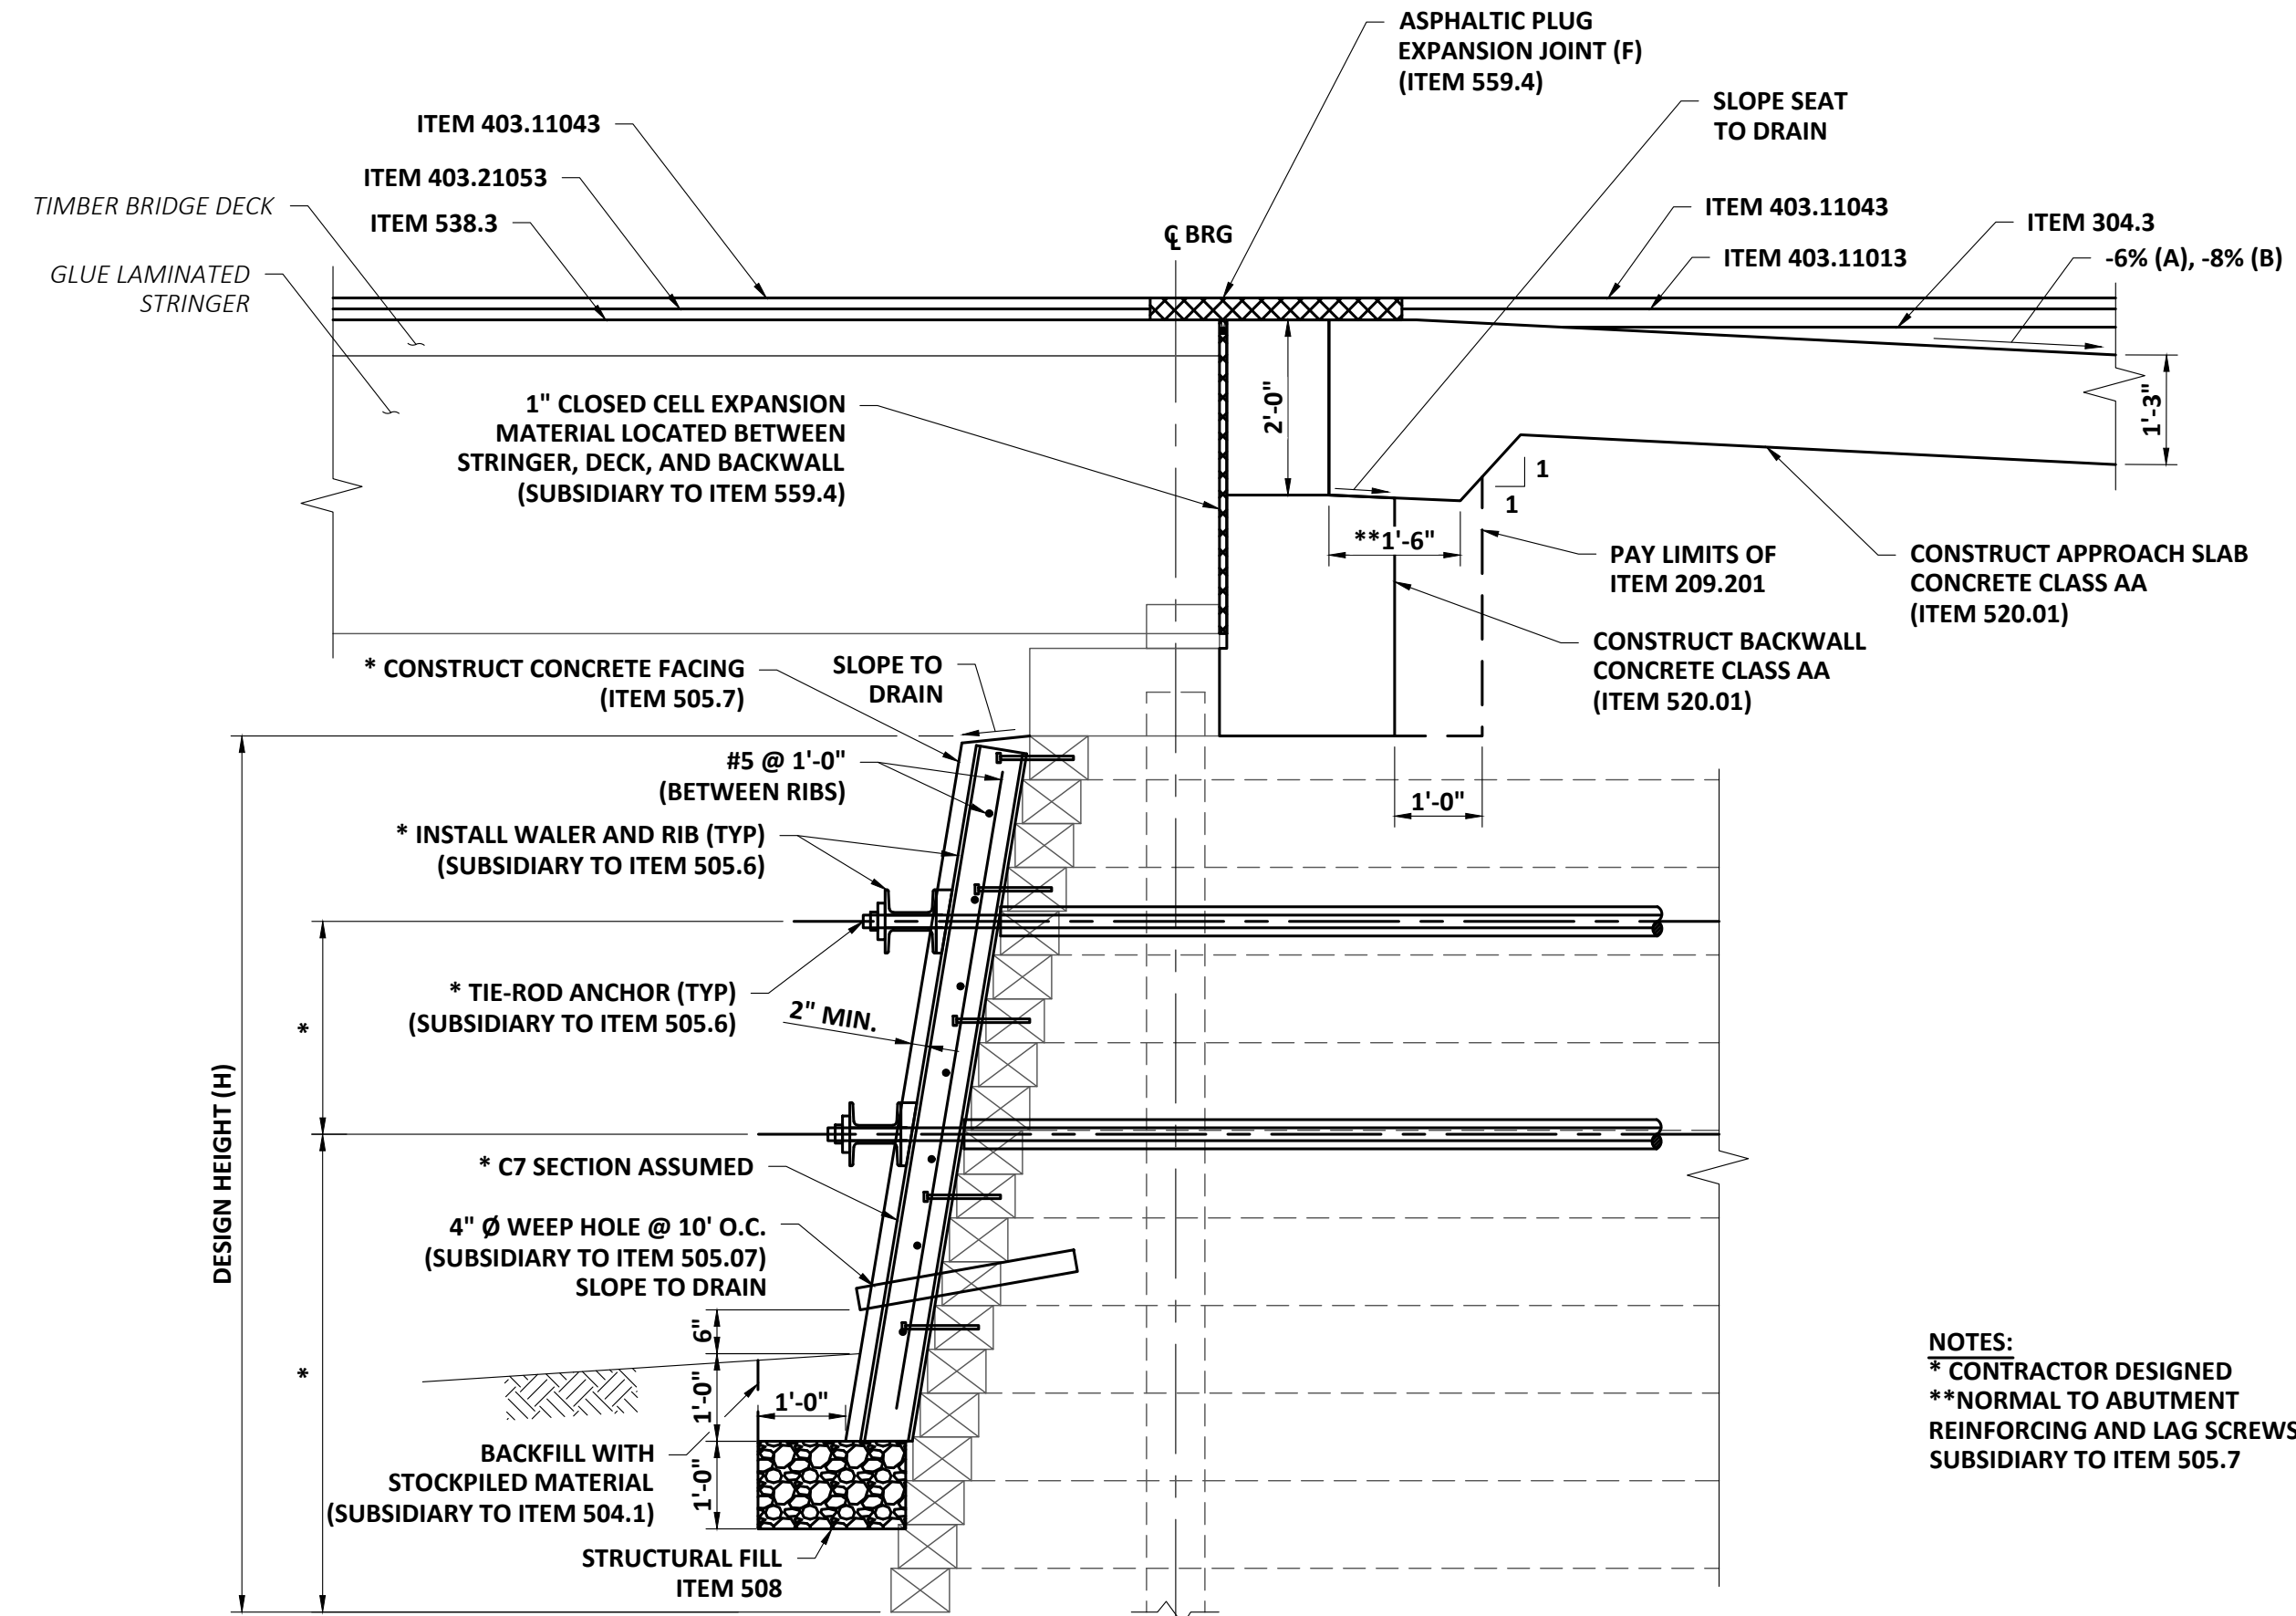 ASPHALTIC PLUG
EXPANSION JOINT (F)
(ITEM 559.4)
SLOPE SEAT
TO DRAIN
ITEM 403.11043
ITEM 403.21053
ITEM 538.3
TIMBER BRIDGE DECK
GLUE LAMINATED
STRINGER
℄ BRG
ITEM 403.11043
ITEM 403.11013
ITEM 304.3
-6% (A), -8% (B)
1" CLOSED CELL EXPANSION
MATERIAL LOCATED BETWEEN
STRINGER, DECK, AND BACKWALL
(SUBSIDIARY TO ITEM 559.4)
2'-0"
1'-3"
1
1
**1'-6"
PAY LIMITS OF
ITEM 209.201
CONSTRUCT APPROACH SLAB
CONCRETE CLASS AA
(ITEM 520.01)
CONSTRUCT BACKWALL
CONCRETE CLASS AA
(ITEM 520.01)
* CONSTRUCT CONCRETE FACING
(ITEM 505.7)
SLOPE TO
DRAIN
#5 @ 1'-0"
(BETWEEN RIBS)
1'-0"
* INSTALL WALER AND RIB (TYP)
(SUBSIDIARY TO ITEM 505.6)
* TIE-ROD ANCHOR (TYP)
(SUBSIDIARY TO ITEM 505.6)
2" MIN.
*
DESIGN HEIGHT (H)
* C7 SECTION ASSUMED
4" Ø WEEP HOLE @ 10' O.C.
(SUBSIDIARY TO ITEM 505.07)
SLOPE TO DRAIN
6"
*
1'-0"
1'-0"
1'-0"
BACKFILL WITH
STOCKPILED MATERIAL
(SUBSIDIARY TO ITEM 504.1)
STRUCTURAL FILL
ITEM 508
NOTES:
* CONTRACTOR DESIGNED
**NORMAL TO ABUTMENT
REINFORCING AND LAG SCREWS
SUBSIDIARY TO ITEM 505.7